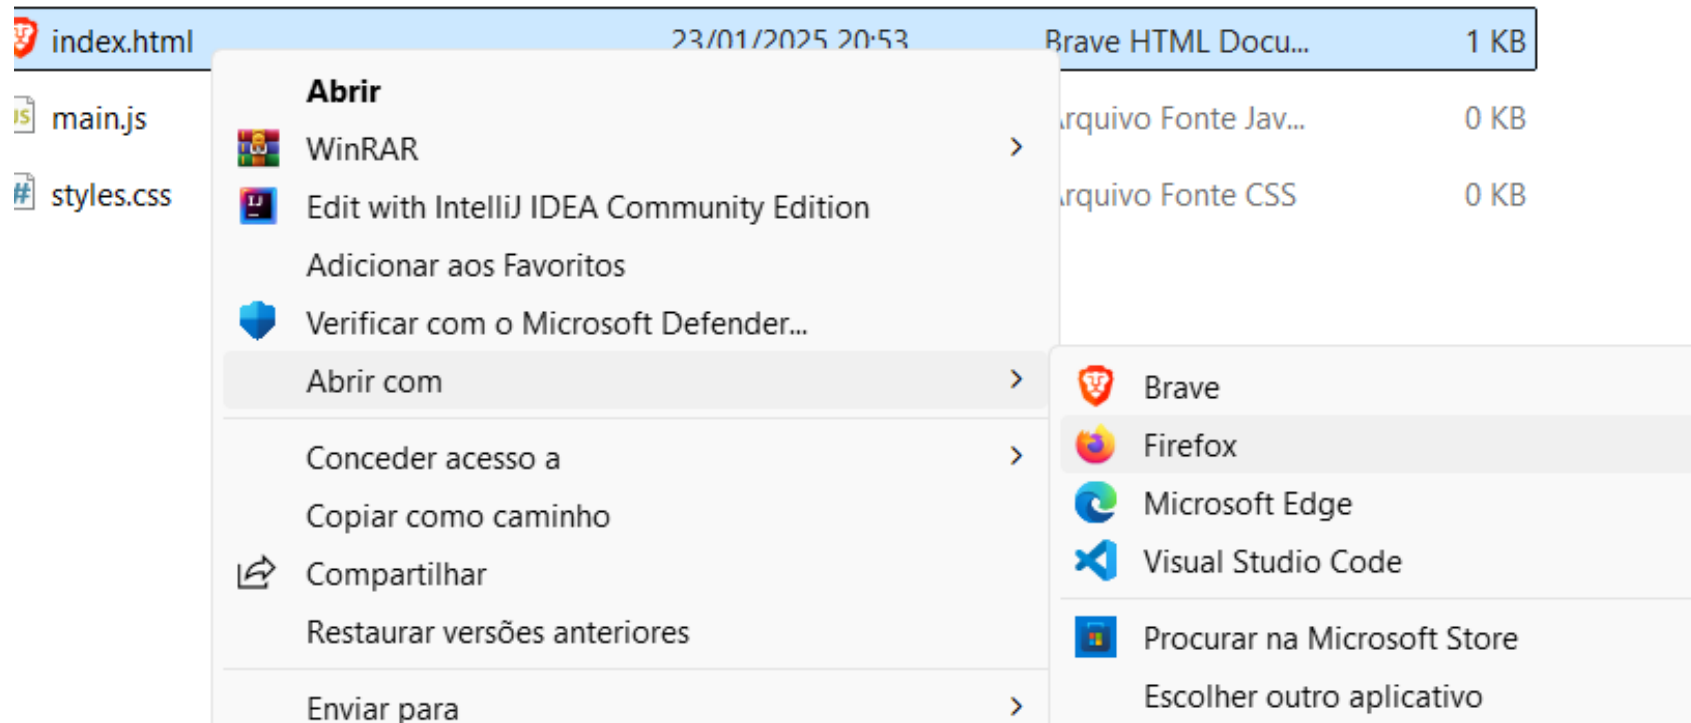 index.html 23/01/2025 20:53 Brave HTML Docu... 1 KB
main.js Arquivo Fonte Jav... 0 KB
styles.css Arquivo Fonte CSS 0 KB
Abrir
WinRAR
Edit with IntelliJ IDEA Community Edition
Adicionar aos Favoritos
Verificar com o Microsoft Defender...
Abrir com
Conceder acesso a
Copiar como caminho
Compartilhar
Restaurar versões anteriores
Enviar para
Brave
Firefox
Microsoft Edge
Visual Studio Code
Procurar na Microsoft Store
Escolher outro aplicativo